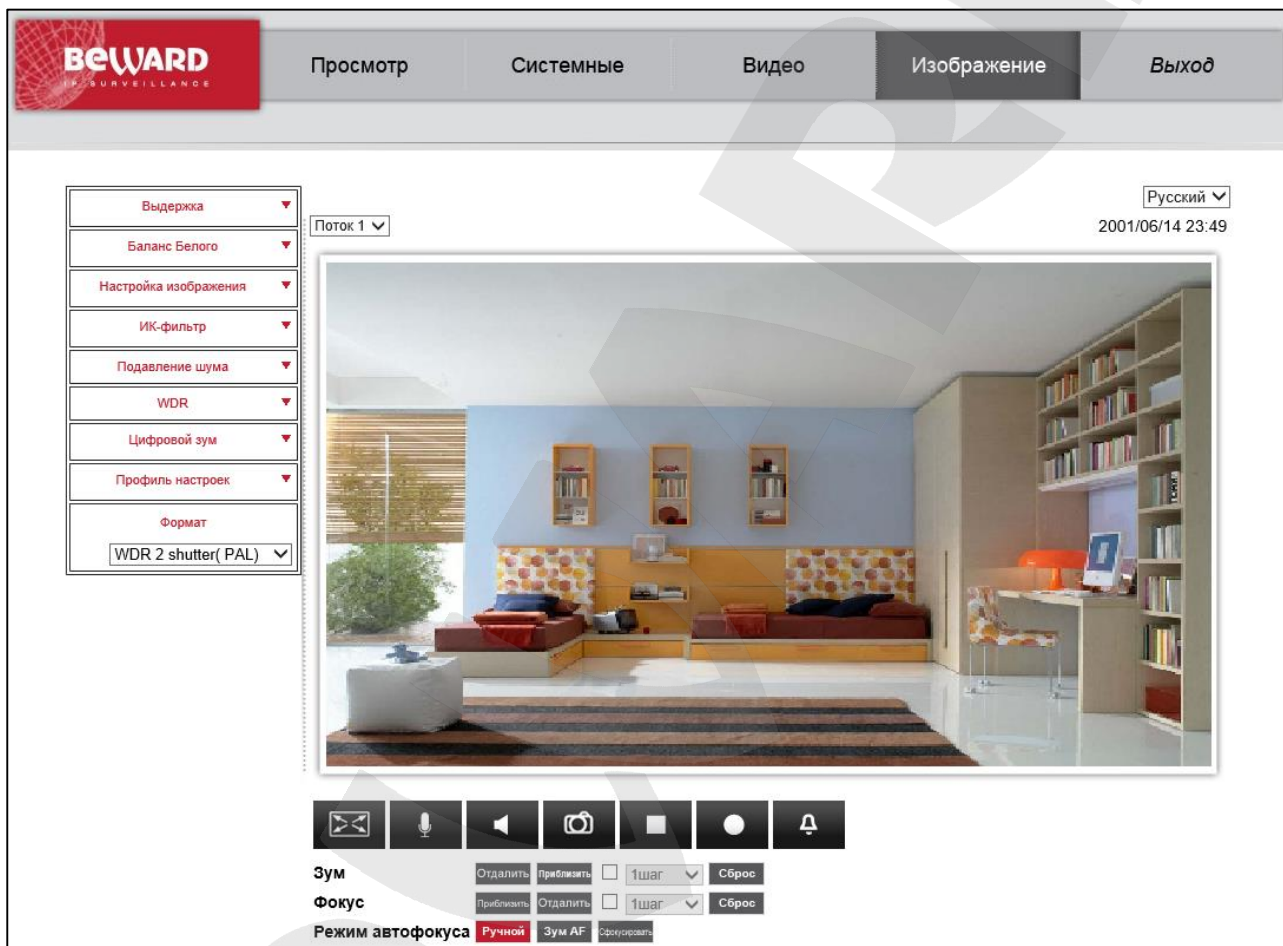 BEWARD
IP SURVEILLANCE
Просмотр
Системные
Видео
Изображение
Выход
Русский
2001/06/14 23:49
Поток 1
Выдержка
Баланс Белого
Настройка изображения
ИК-фильтр
Подавление шума
WDR
Цифровой зум
Профиль настроек
Формат
WDR 2 shutter( PAL)
Зум Отдалить Приблизить 1шаг Сброс
Фокус Приблизить Отдалить 1шаг Сброс
Режим автофокуса Ручной Зум AF Сфокусировать